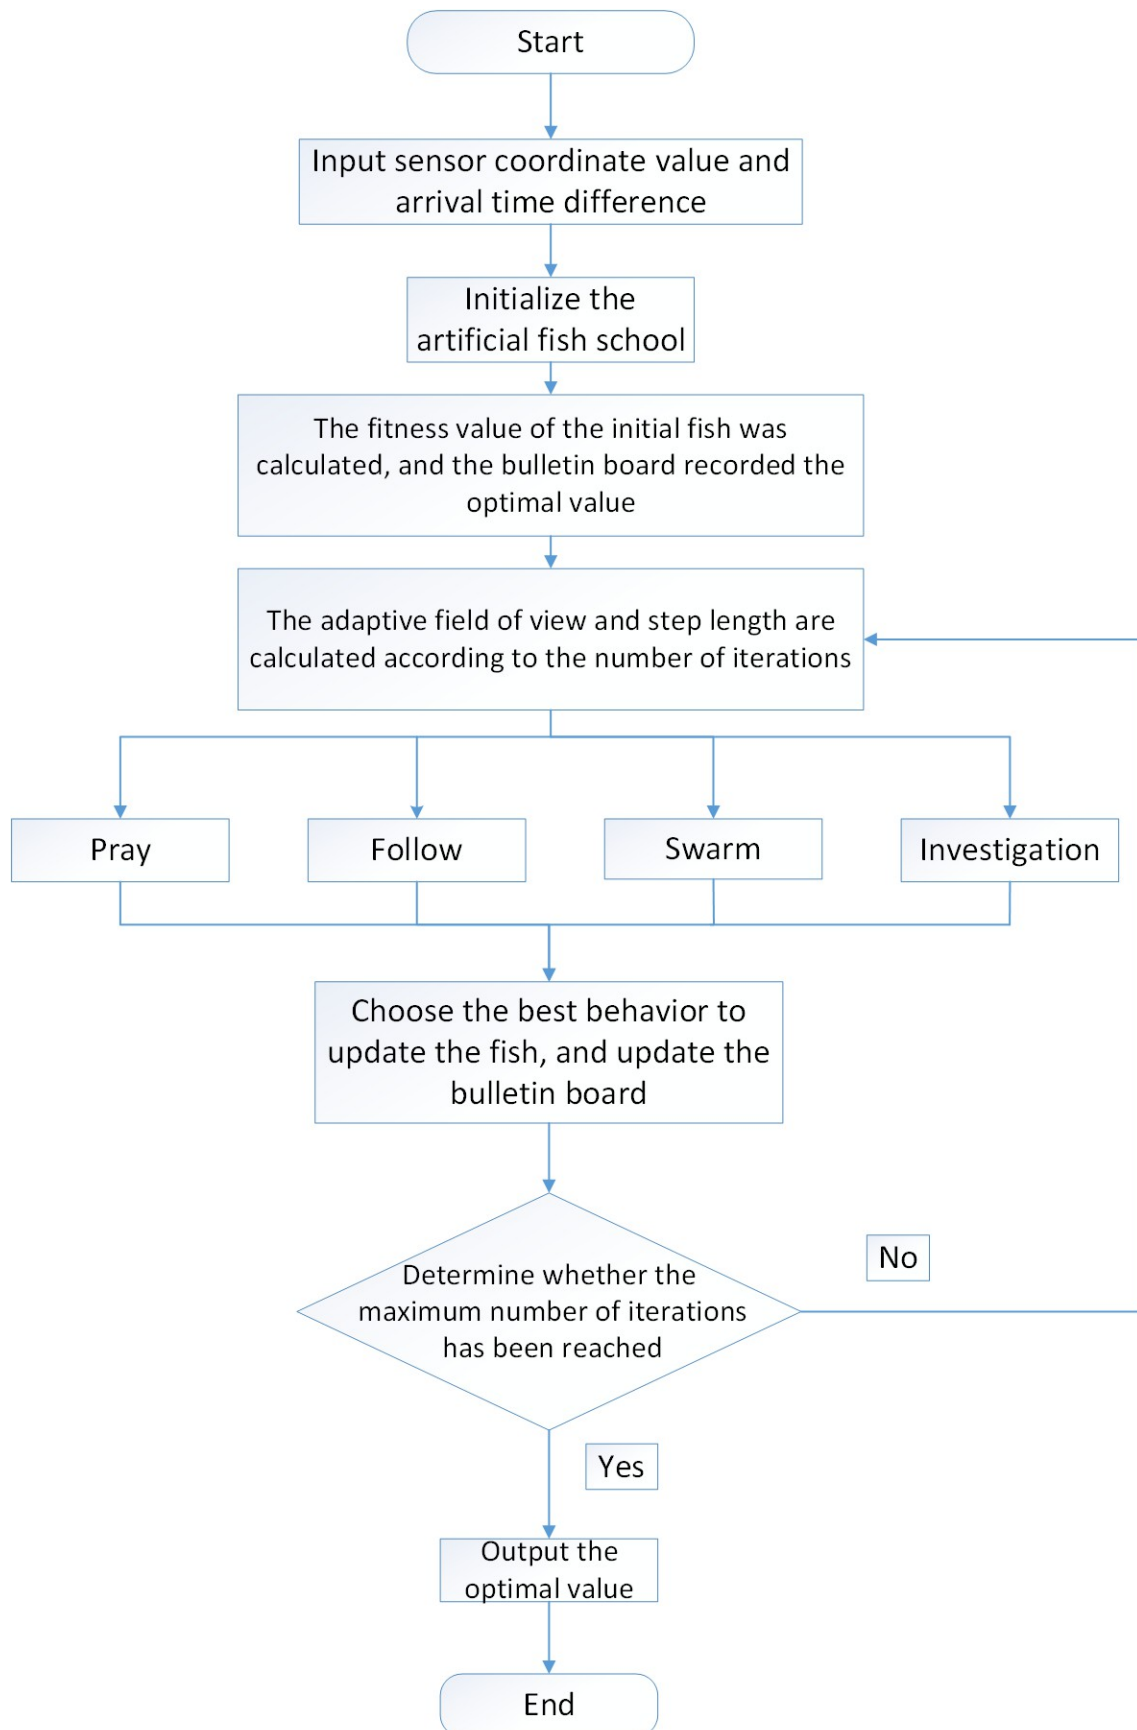 Start
Input sensor coordinate value and
arrival time difference
Initialize the
artificial fish school
The fitness value of the initial fish was
calculated, and the bulletin board recorded the
optimal value
The adaptive field of view and step length are
calculated according to the number of iterations
Pray
Follow
Swarm
Investigation
Choose the best behavior to
update the fish, and update the
bulletin board
Determine whether the
maximum number of iterations
has been reached
No
Yes
Output the
optimal value
End